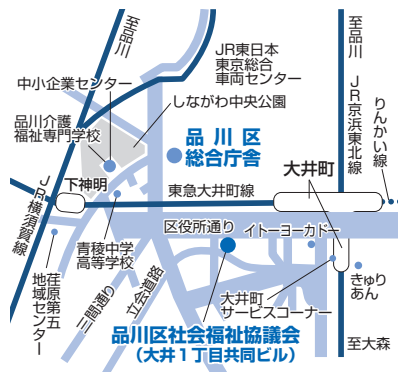 至品川
JR東日本
東京総合
車両センター
中小企業センター
しながわ中央公園
品川介護
福祉専門学校
品川区
総合庁舎
至品川
JR京浜東北線
りんかい線
大井町
下神明
東急大井町線
JR横須賀線
区役所通り
イトーヨーカドー
青稜中学
高等学校
荏原第五
地域センター
三間通り
立会道路
大井町
サービスコーナー
きゅり
あん
品川区社会福祉協議会
(大井1丁目共同ビル)
至大森